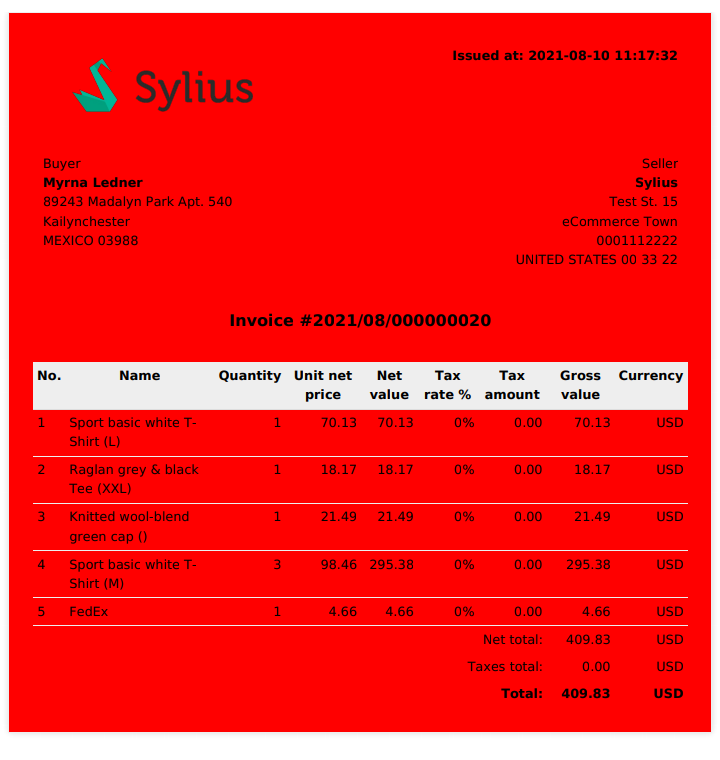 Sylius
Issued at: 2021-08-10 11:17:32
Buyer
Myrna Ledner
89243 Madalyn Park Apt. 540
Kailynchester
MEXICO 03988
Seller
Sylius
Test St. 15
eCommerce Town
0001112222
UNITED STATES 00 33 22
Invoice #2021/08/000000020
No. Name Quantity Unit net price Net value Tax rate % Tax amount Gross value Currency
1 Sport basic white T- 1 70.13 70.13 0% 0.00 70.13 USD
Shirt (L)
2 Raglan grey & black 1 18.17 18.17 0% 0.00 18.17 USD
Tee (XXL)
3 Knitted wool-blend 1 21.49 21.49 0% 0.00 21.49 USD
green cap ()
4 Sport basic white T- 3 98.46 295.38 0% 0.00 295.38 USD
Shirt (M)
5 FedEx 1 4.66 4.66 0% 0.00 4.66 USD
Net total: 409.83 USD
Taxes total: 0.00 USD
Total: 409.83 USD